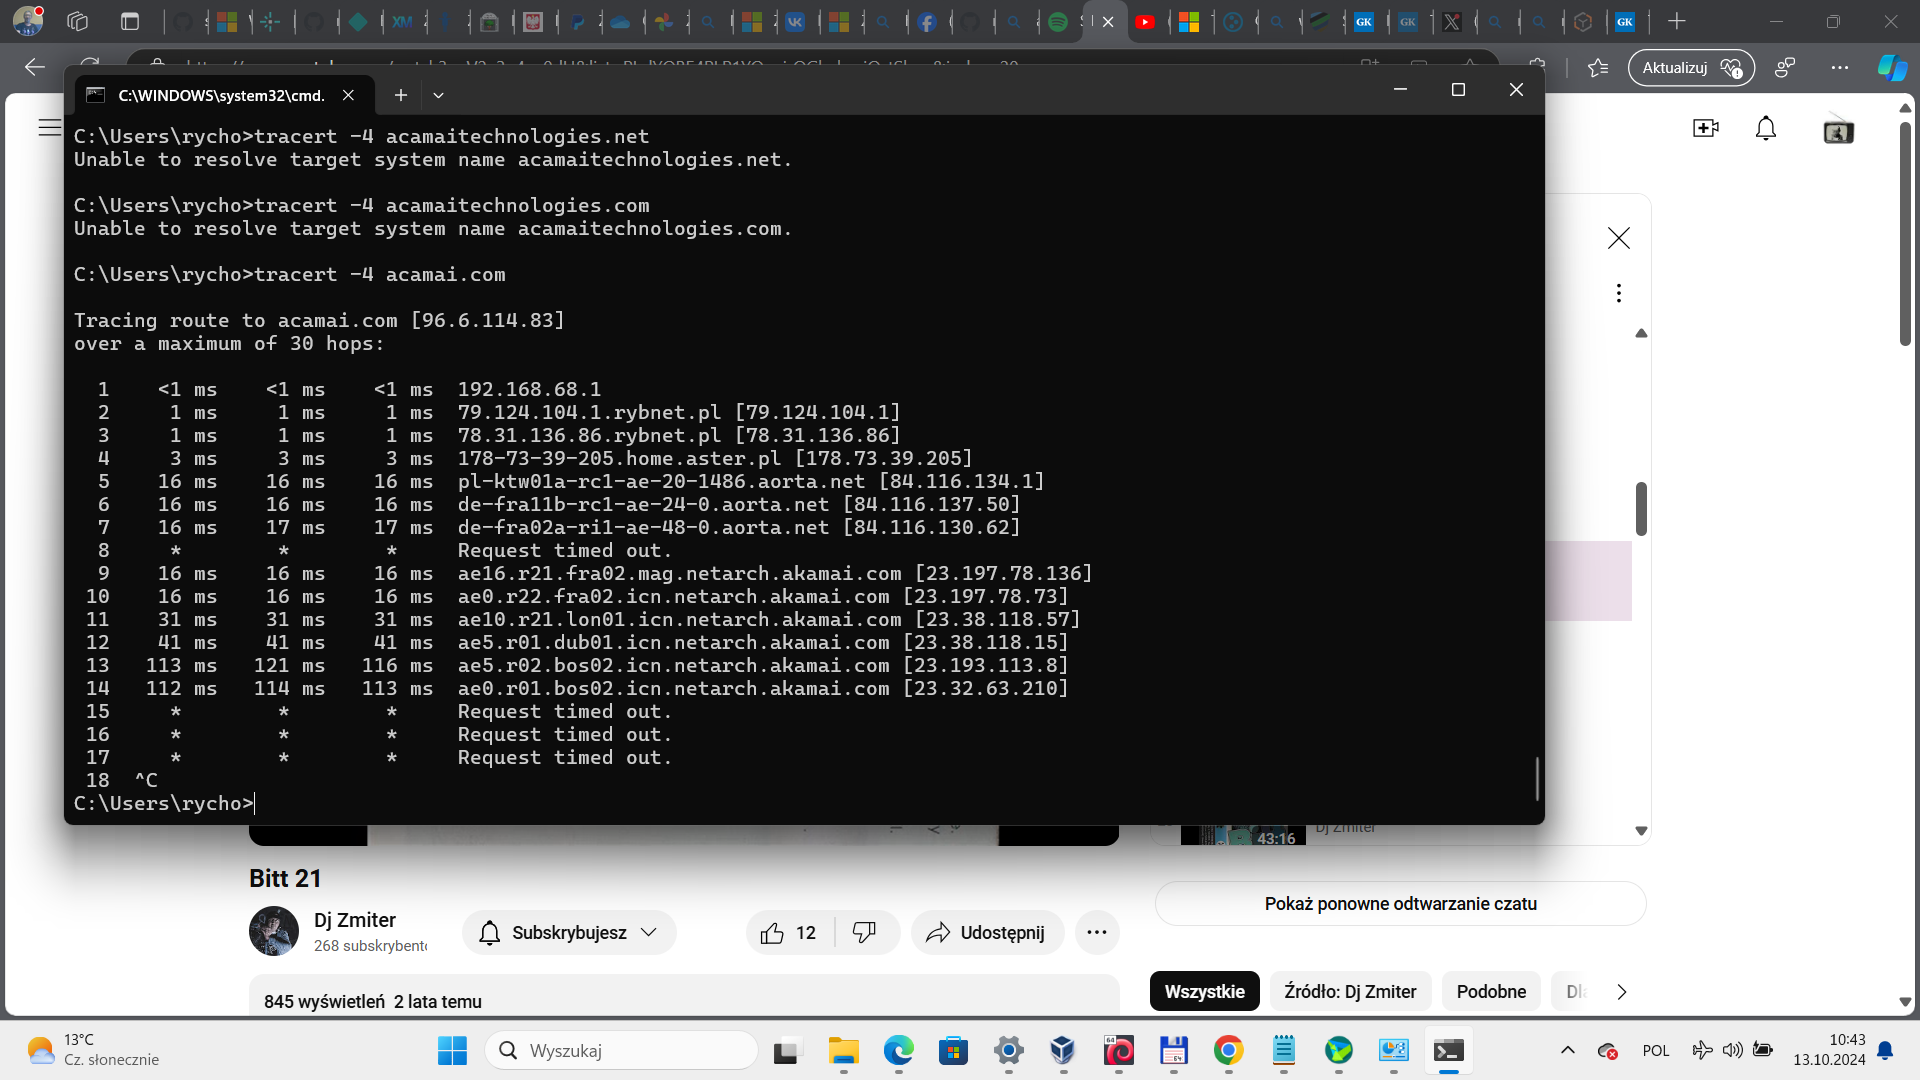 C:\WINDOWS\system32\cmd.
C:\Users\rycho>tracert -4 acamaitechnologies.net
Unable to resolve target system name acamaitechnologies.net.
C:\Users\rycho>tracert -4 acamaitechnologies.com
Unable to resolve target system name acamaitechnologies.com.
C:\Users\rycho>tracert -4 acamai.com
Tracing route to acamai.com [96.6.114.83]
over a maximum of 30 hops:
1 <1 ms <1 ms <1 ms 192.168.68.1
2 1 ms 1 ms 1 ms 79.124.104.1.rybnet.pl [79.124.104.1]
3 1 ms 1 ms 1 ms 78.31.136.86.rybnet.pl [78.31.136.86]
4 3 ms 3 ms 3 ms 178-73-39-205.home.aster.pl [178.73.39.205]
5 16 ms 16 ms 16 ms pl-ktw01a-rc1-ae-20-1486.aorta.net [84.116.134.1]
6 16 ms 16 ms 16 ms de-fra11b-rc1-ae-24-0.aorta.net [84.116.137.50]
7 16 ms 17 ms 17 ms de-fra02a-ri1-ae-48-0.aorta.net [84.116.130.62]
8 * * * Request timed out.
9 16 ms 16 ms 16 ms ae16.r21.fra02.mag.netarch.akamai.com [23.197.78.136]
10 16 ms 16 ms 16 ms ae0.r22.fra02.icn.netarch.akamai.com [23.197.78.73]
11 31 ms 31 ms 31 ms ae10.r21.lon01.icn.netarch.akamai.com [23.38.118.57]
12 41 ms 41 ms 41 ms ae5.r01.dub01.icn.netarch.akamai.com [23.38.118.15]
13 113 ms 121 ms 116 ms ae5.r02.bos02.icn.netarch.akamai.com [23.193.113.8]
14 112 ms 114 ms 113 ms ae0.r01.bos02.icn.netarch.akamai.com [23.32.63.210]
15 * * * Request timed out.
16 * * * Request timed out.
17 * * * Request timed out.
18 ^C
C:\Users\rycho>
Aktualizuj
43:16
Dj Zmiter
Bitt 21
Dj Zmiter
268 subskrybentó
Subskrybujesz
12
Udostępnij
845 wyświetleń 2 lata temu
Pokaż ponowne odtwarzanie czatu
Wszystkie
Źródło: Dj Zmiter
Podobne
13°C
Cz. słonecznie
Wyszukaj
POL
10:43
13.10.2024